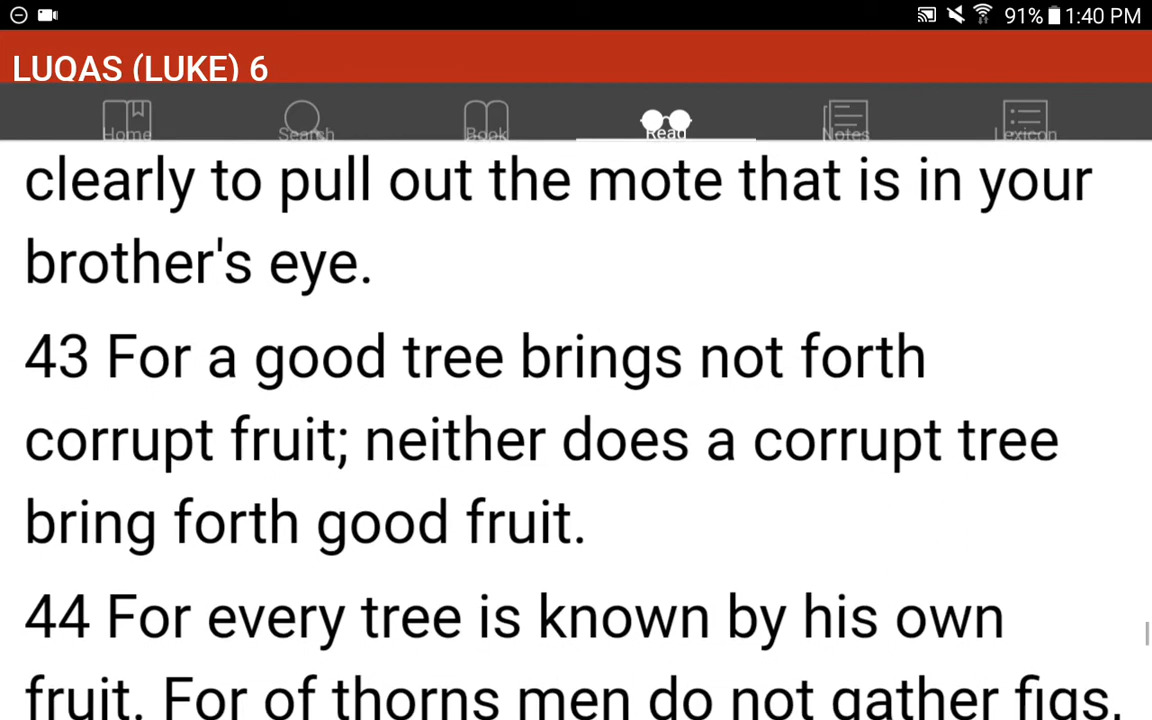 91% 1:40 PM
LUQAS (LUKE) 6
Home Search Book Read Notes Lexicon
clearly to pull out the mote that is in your
brother's eye.
43 For a good tree brings not forth
corrupt fruit; neither does a corrupt tree
bring forth good fruit.
44 For every tree is known by his own
fruit. For of thorns men do not gather figs,